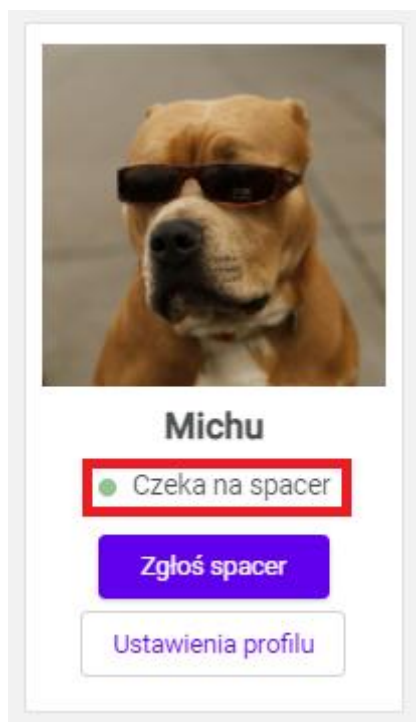 Michu
Czeka na spacer
Zgłoś spacer
Ustawienia profilu